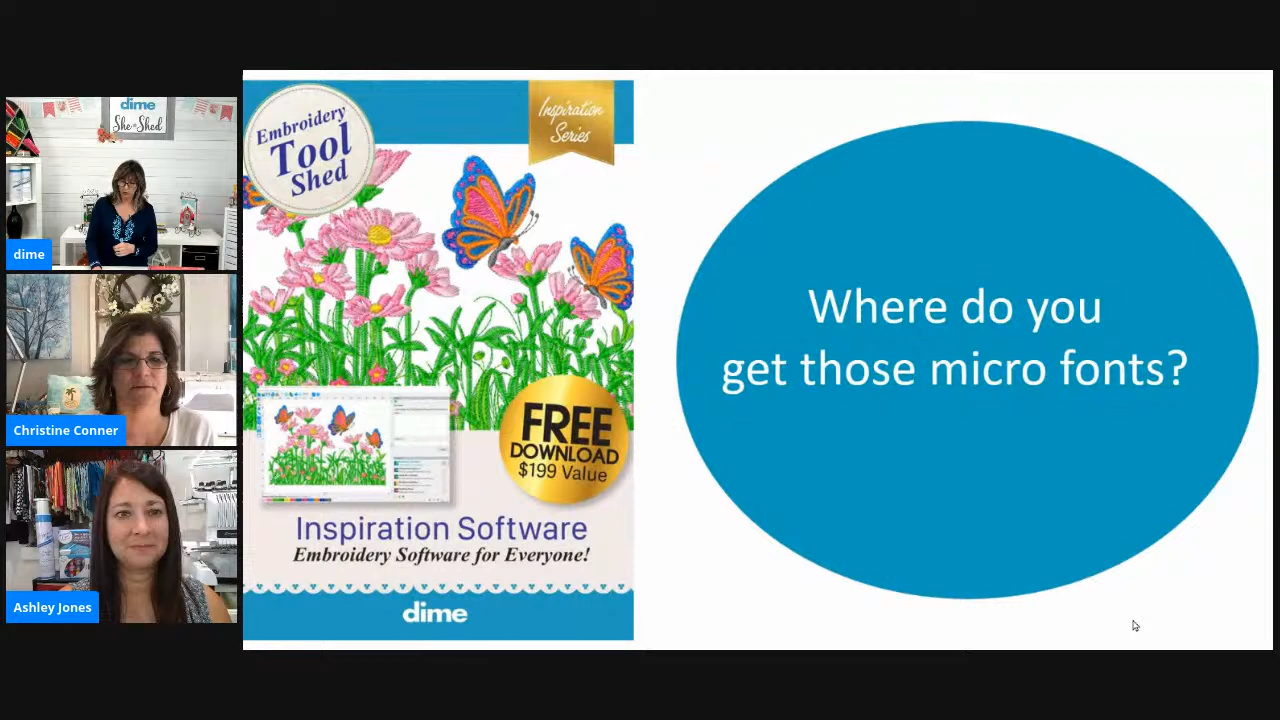 dime
She Shed
dime
Christine Conner
Ashley Jones
Embroidery
Tool
Shed
Inspiration
Series
FREE
DOWNLOAD
$199 Value
Inspiration Software
Embroidery Software for Everyone!
dime
Where do you
get those micro fonts?